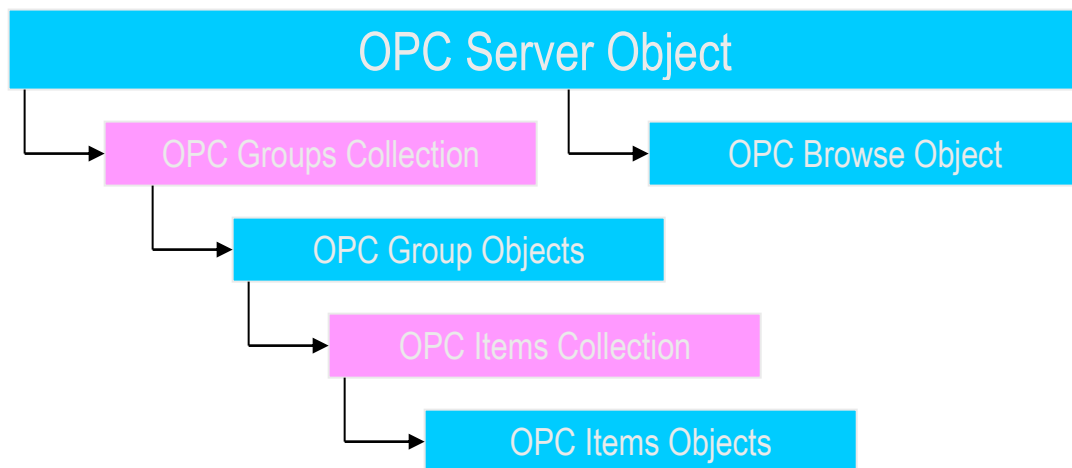 OPC Server Object
OPC Groups Collection
OPC Browse Object
OPC Group Objects
OPC Items Collection
OPC Items Objects